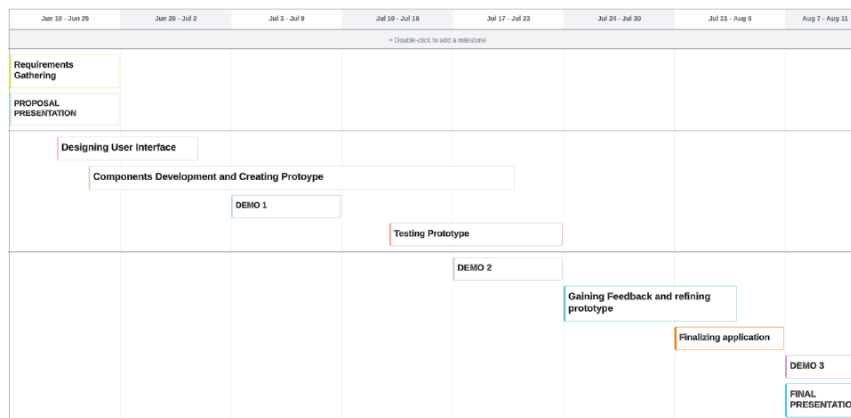 Jun 19 - Jun 25
Jun 26 - Jul 2
Jul 3 - Jul 9
Jul 10 - Jul 16
Jul 17 - Jul 23
Jul 24 - Jul 30
Jul 31 - Aug 6
Aug 7 - Aug 11
+ Double-click to add a milestone
Requirements
Gathering
PROPOSAL
PRESENTATION
Designing User Interface
Components Development and Creating Protoype
DEMO 1
Testing Prototype
DEMO 2
Gaining Feedback and refining
prototype
Finalizing application
DEMO 3
FINAL
PRESENTATIO